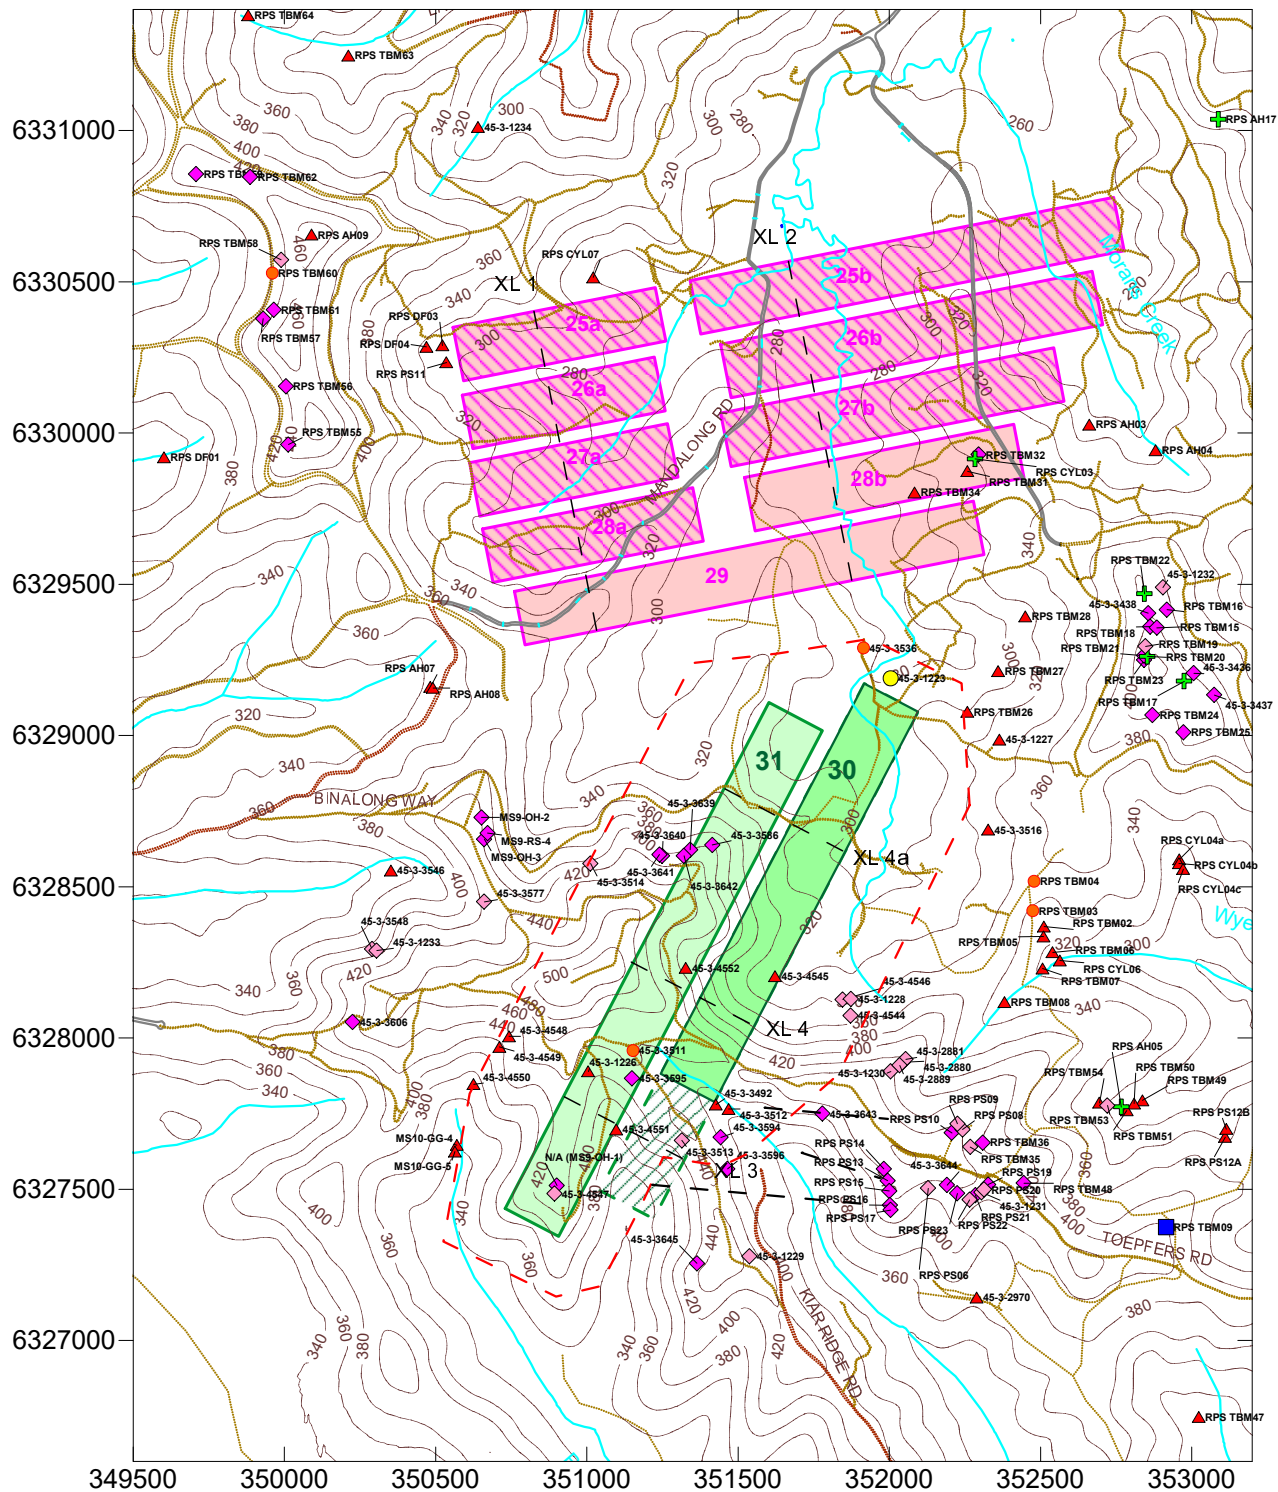 RPS TBM64
RPS TBM63
6331000
45-3-1234
RPS AH17
RPS TBM62
RPS AH09
RPS TBM58
RPS TBM60
RPS CYL07
XL 2
XL 1
6330500
25b
Morans Creek
RPS TBM61
RPS TBM57
RPS DF03
RPS DF04
RPS PS11
25a
26b
26a
RPS TBM56
27b
6330000
RPS TBM55
RPS DF01
MANDALONG RD
27a
RPS AH03
RPS AH04
RPS TBM32
RPS CYL03
RPS TBM31
28b
RPS TBM34
28a
6329500
29
RPS TBM22
45-3-1232
45-3-3438
RPS TBM16
RPS TBM15
RPS TBM18
RPS TBM19
RPS TBM21
RPS TBM20
45-3-3436
RPS TBM23
RPS TBM17
45-3-3437
RPS TBM24
RPS TBM25
RPS TBM28
45-3-3536
45-3-1223
RPS TBM27
RPS TBM26
45-3-1227
RPS AH07
RPS AH08
6329000
31
30
BINALONG WAY
MS9-OH-2
MS9-RS-4
MS9-OH-3
45-3-3639
45-3-3640
45-3-3586
45-3-3641
45-3-3514
45-3-3642
XL 4a
45-3-3516
RPS CYL04a
RPS CYL04b
RPS CYL04c
6328500
45-3-3546
45-3-3577
RPS TBM04
RPS TBM03
RPS TBM02
RPS TBM05
RPS TBM06
RPS CYL06
RPS TBM07
RPS TBM08
Wye
45-3-3548
45-3-1233
45-3-4552
45-3-4545
45-3-4546
45-3-1228
45-3-4544
XL 4
6328000
45-3-3606
45-3-4548
45-3-4549
45-3-4550
45-3-3511
45-3-1226
45-3-3595
45-3-2881
45-3-2880
45-3-1230
45-3-2889
RPS AH05
RPS TBM54
RPS TBM50
RPS TBM49
RPS TBM53
RPS TBM51
RPS PS12B
RPS PS12A
45-3-3492
45-3-3512
45-3-3643
RPS PS09
RPS PS10
RPS PS08
45-3-4551
45-3-3594
45-3-3513
45-3-3596
XL 3
MS10-GG-4
MS10-GG-5
N/A (MS9-OH-1)
45-3-4547
RPS PS14
RPS PS13
RPS PS15
RPS PS16
RPS PS17
RPS TBM36
RPS TBM35
45-3-3644
RPS PS19
RPS PS20
RPS TBM48
45-3-1231
RPS PS21
RPS PS22
RPS PS23
6327500
RPS TBM09
TOEPFERS RD
45-3-3645
45-3-1229
RPS PS06
45-3-2970
KIAR RIDGE RD
6327000
RPS TBM47
349500 350000 350500 351000 351500 352000 352500 353000